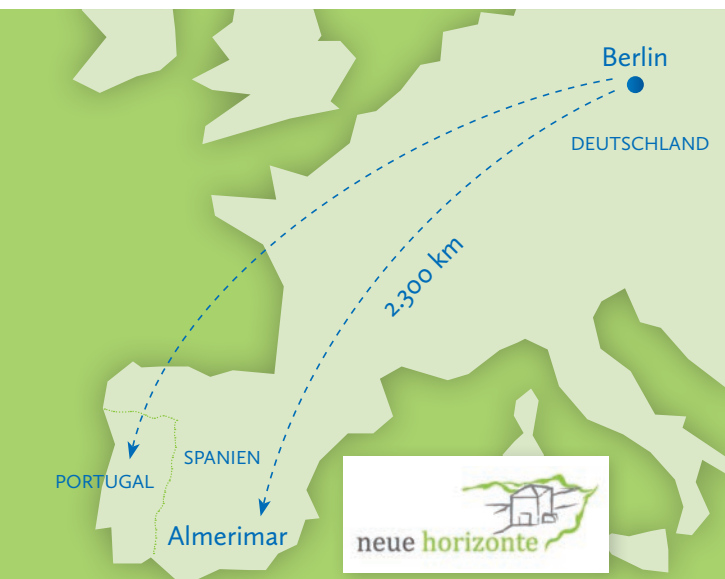 Berlin
DEUTSCHLAND
2.300 km
SPANIEN
PORTUGAL
Almerimar
neue horizonte